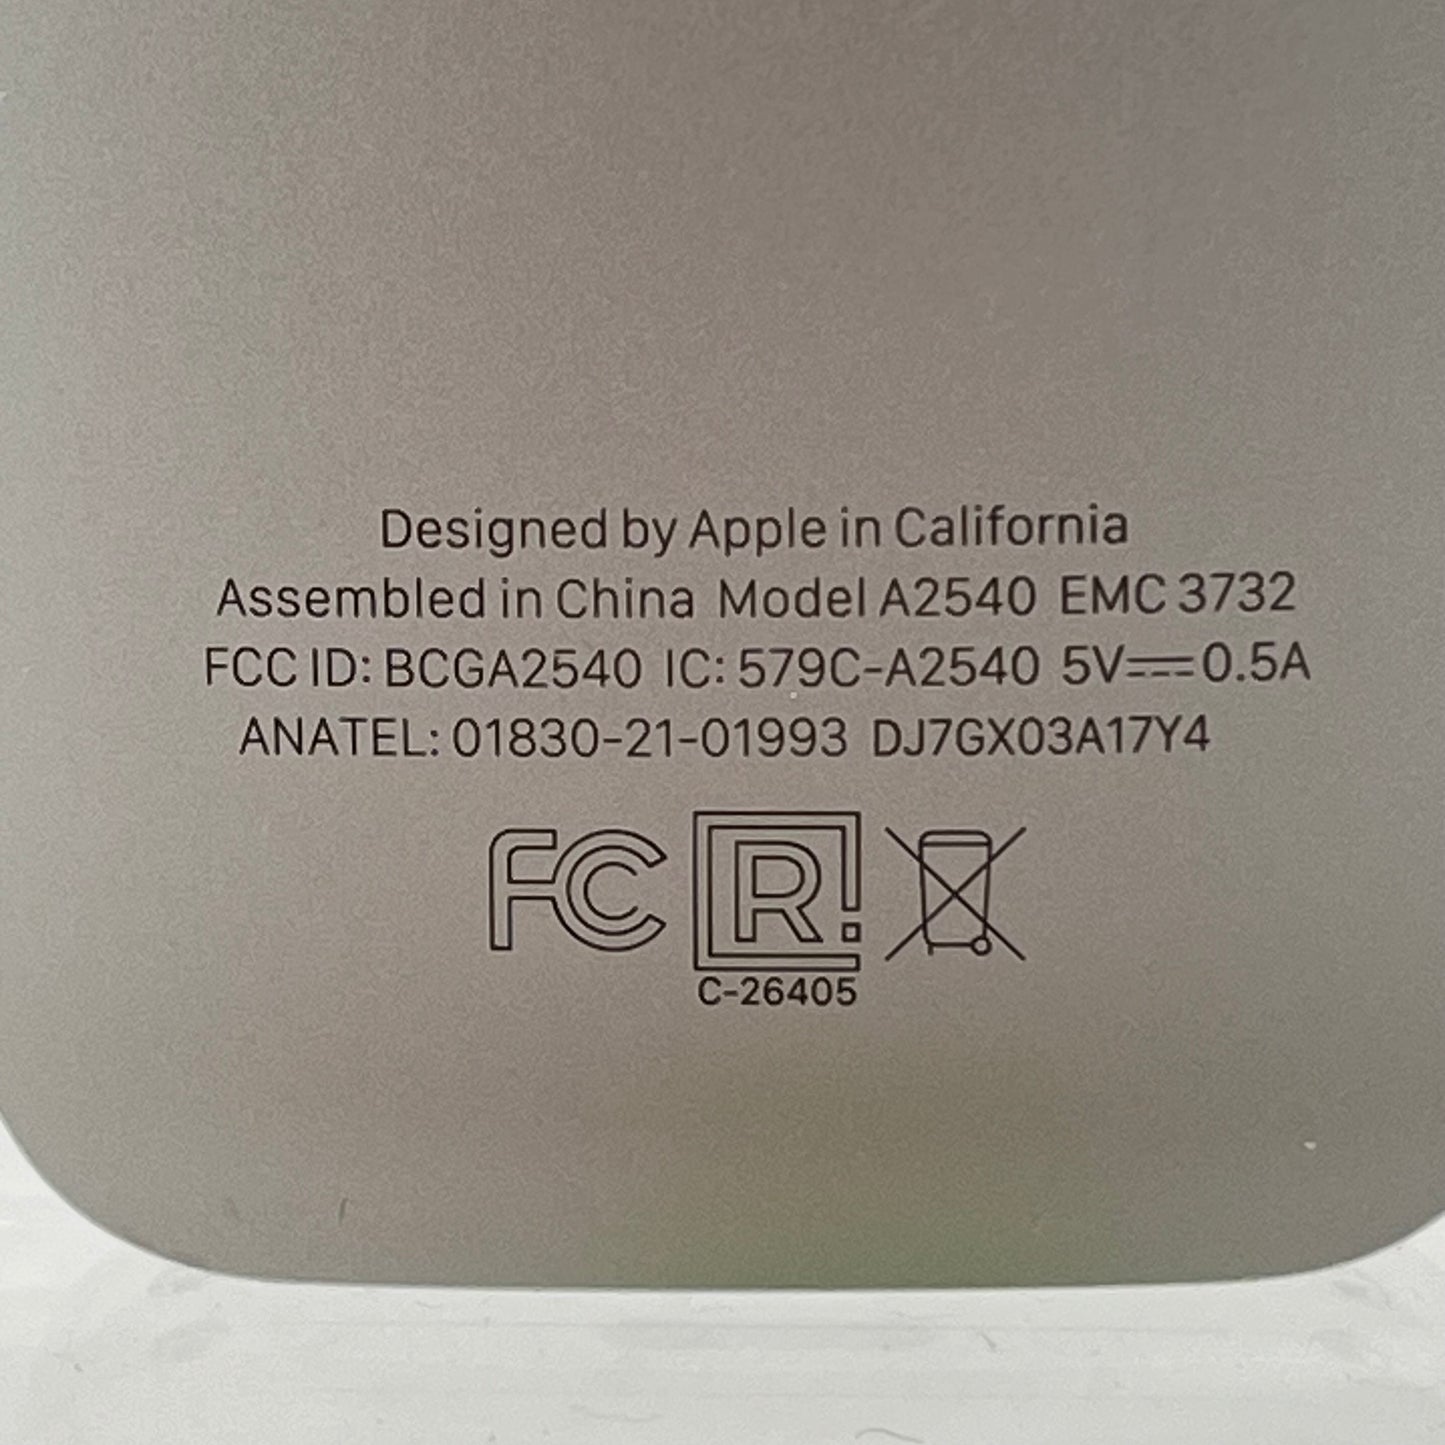 Designed by Apple in California
Assembled in China Model A2540 EMC 3732
FCC ID: BCGA2540 IC: 579C-A2540 5V⎓0.5A
ANATEL: 01830-21-01993 DJ7GX03A17Y4
FC R!
C-26405